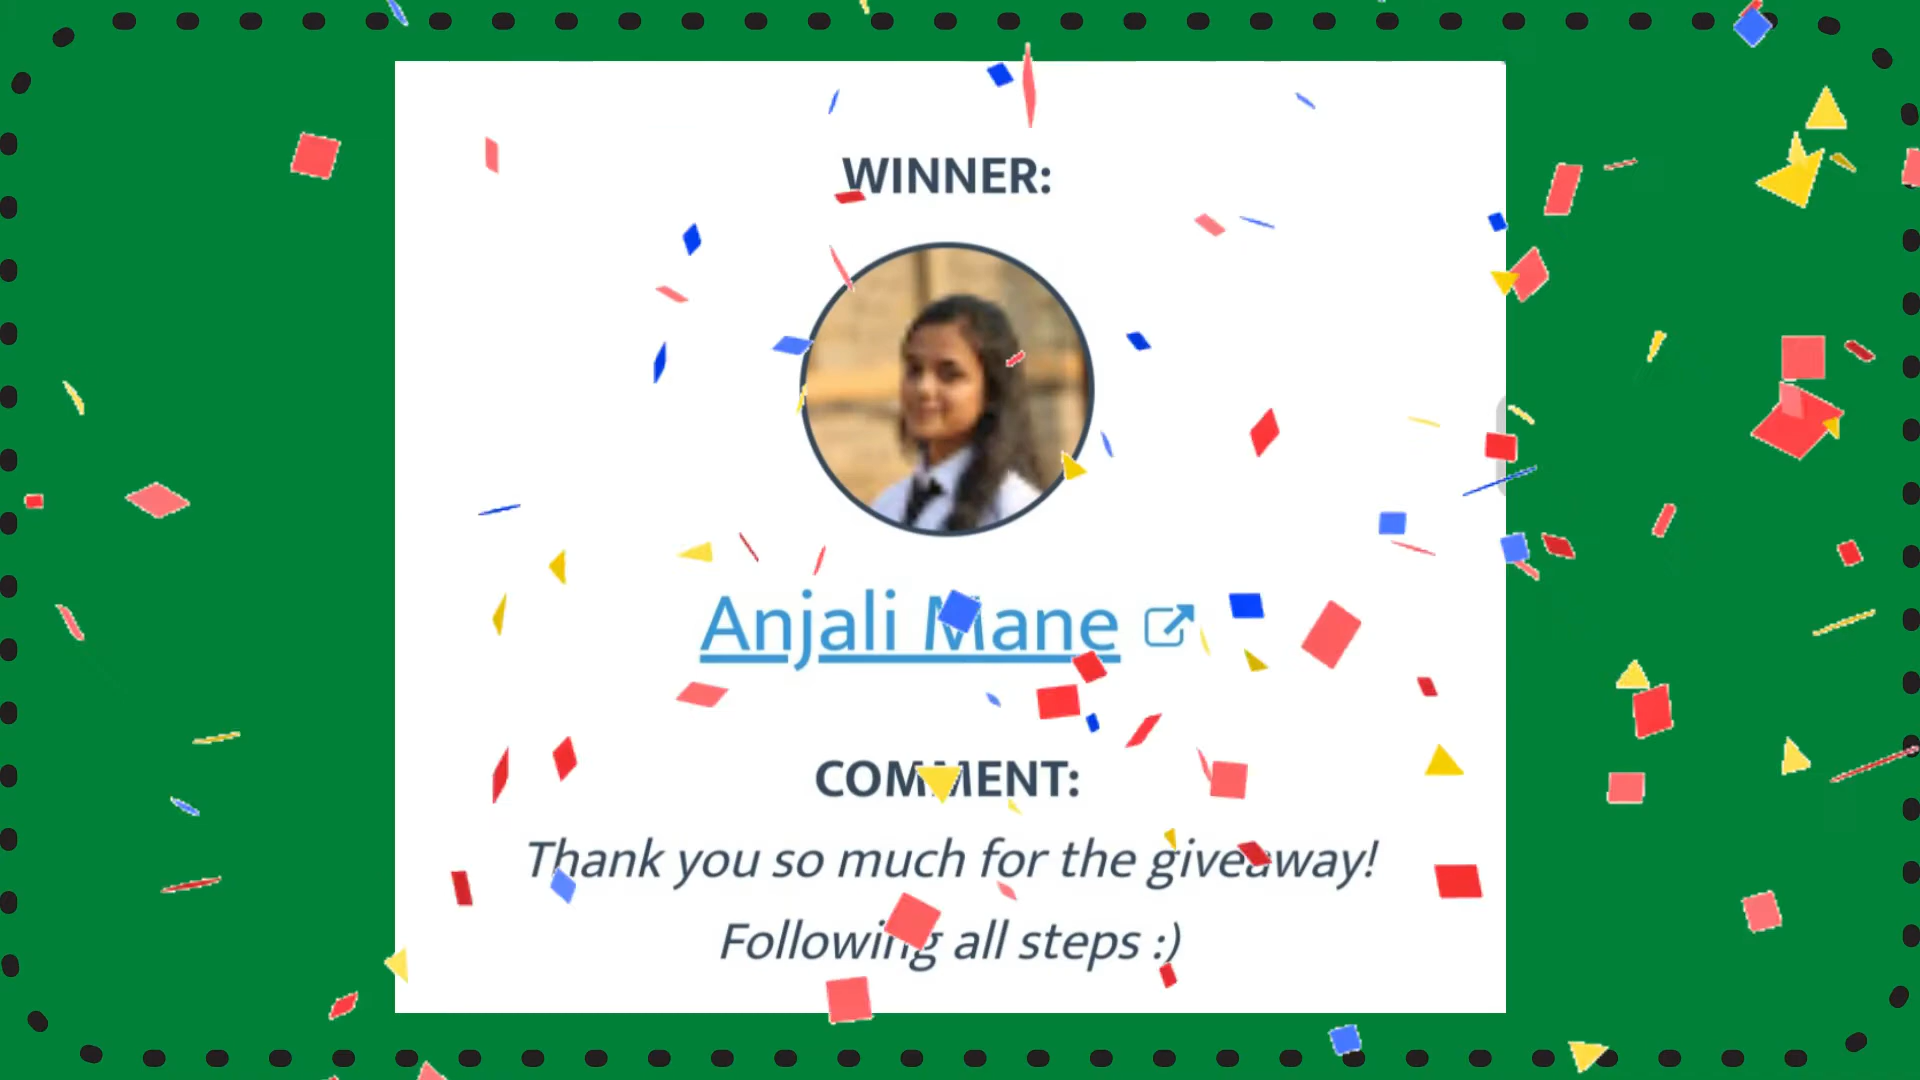 WINNER:
Anjali Mane
COMMENT:
Thank you so much for the giveaway!
Following all steps :)